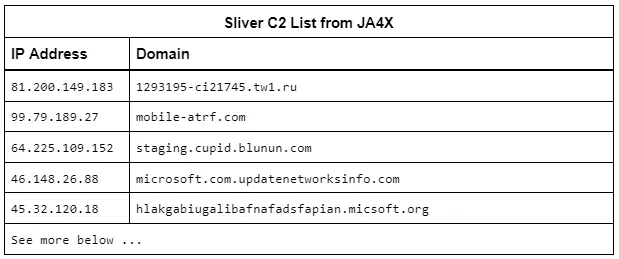 Sliver C2 List from JA4X
IP Address Domain
81.200.149.183 1293195-ci21745.tw1.ru
99.79.189.27 mobile-atrf.com
64.225.109.152 staging.cupid.blunun.com
46.148.26.88 microsoft.com.updatenetworksinfo.com
45.32.120.18 hlakgabiugalibafnafadsfapian.micsoft.org
See more below ...